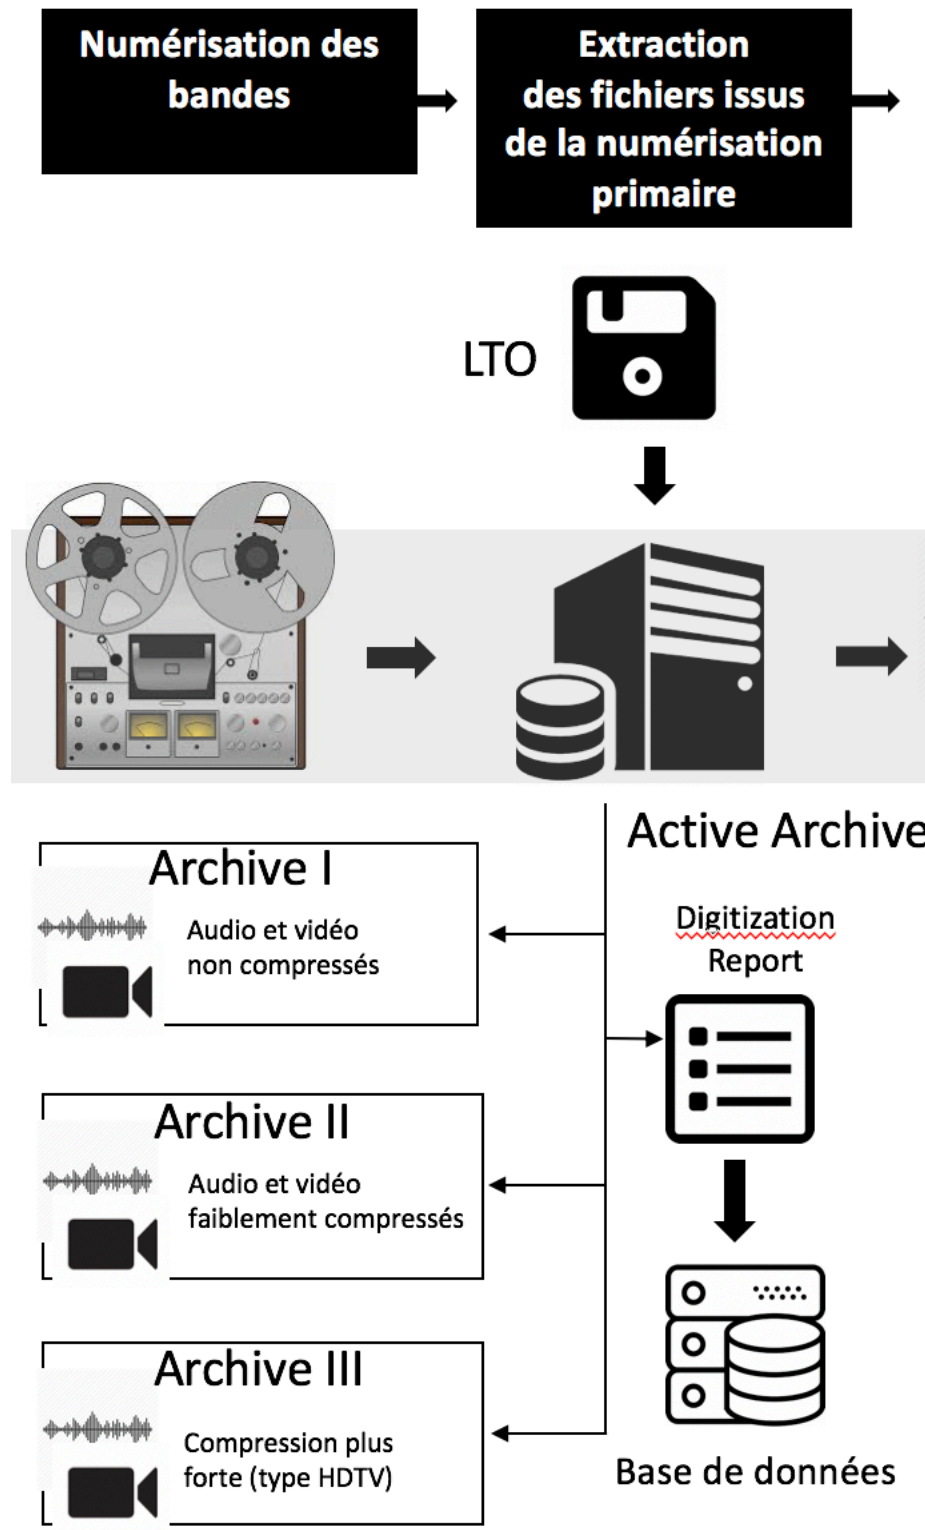 Numérisation des
bandes
Extraction
des fichiers issus
de la numérisation
primaire
LTO
Active Archive
Archive I
Audio et vidéo
non compressés
Digitization
Report
Archive II
Audio et vidéo
faiblement compressés
Archive III
Compression plus
forte (type HDTV)
Base de données